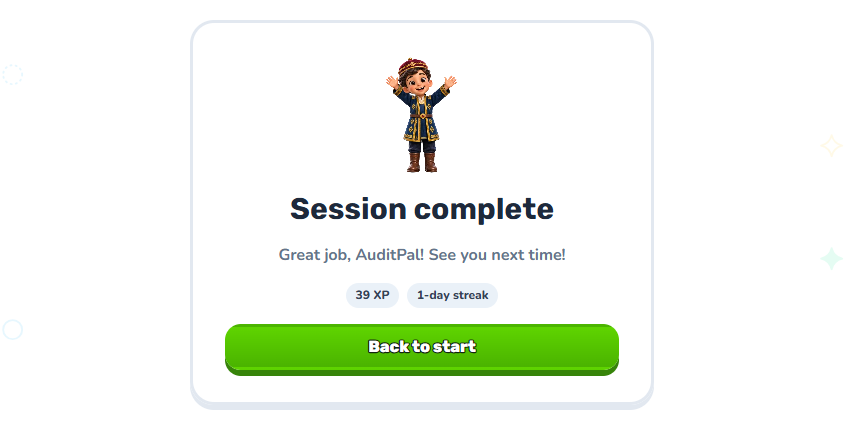 Session complete
Great job, AuditPal! See you next time!
39 XP
1-day streak
Back to start